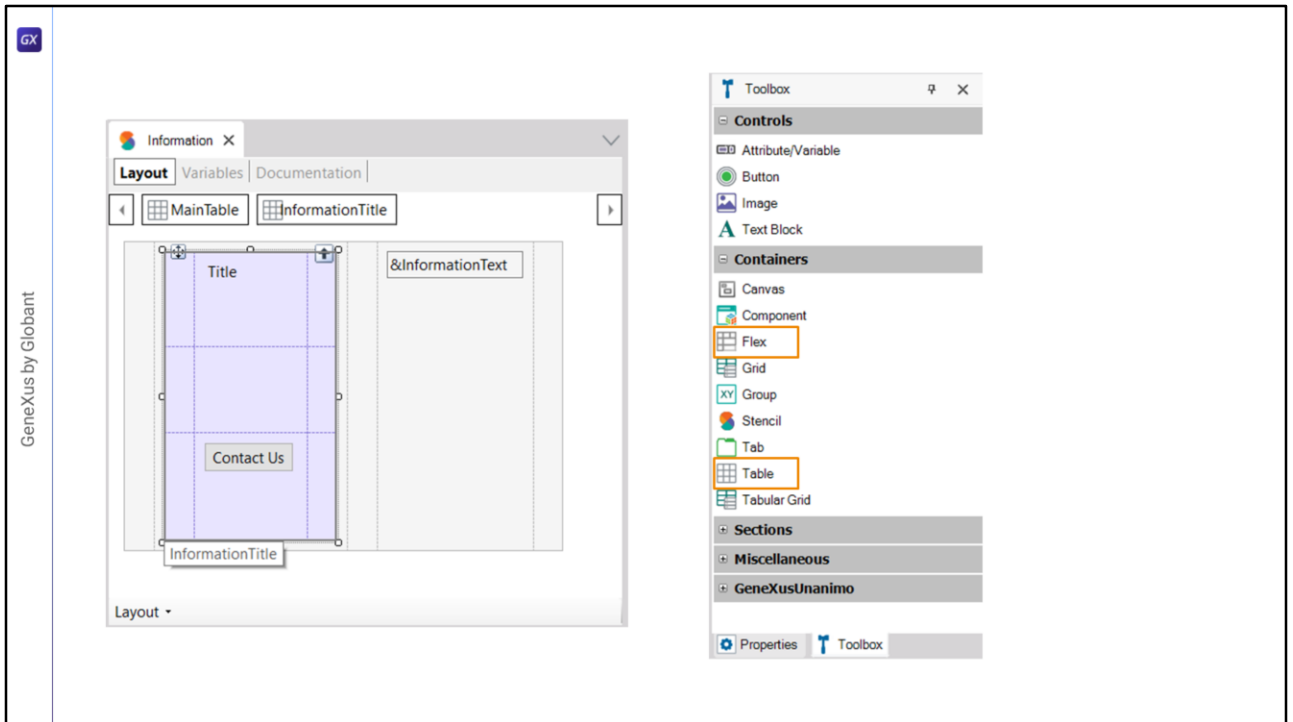 GX
GeneXus by Globant
Information
Layout Variables Documentation
MainTable InformationTitle
Title
&InformationText
Contact Us
InformationTitle
Layout
Toolbox
Controls
Attribute/Variable
Button
Image
Text Block
Containers
Canvas
Component
Flex
Grid
XY Group
Stencil
Tab
Table
Tabular Grid
Sections
Miscellaneous
GeneXusUnanimo
Properties Toolbox